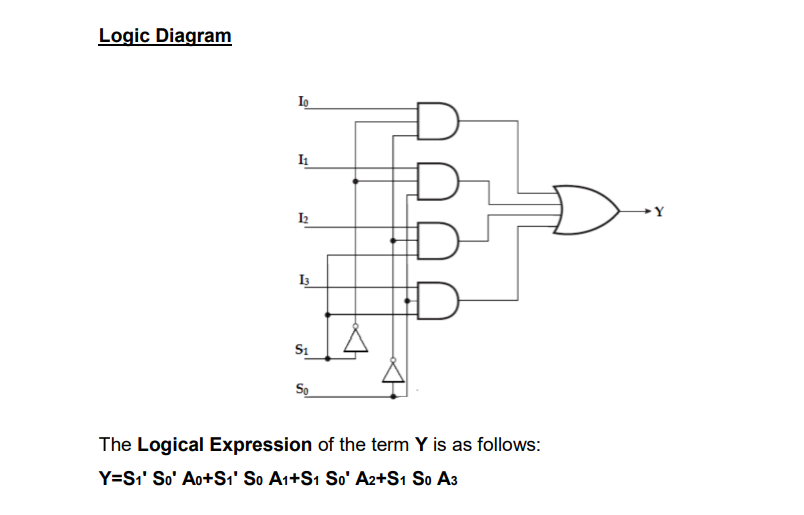 Logic Diagram
I₀
I₁
I₂
Y
I₃
S₁
S₀
The Logical Expression of the term Y is as follows:
Y=S₁' S₀' A₀+S₁' S₀ A₁+S₁ S₀' A₂+S₁ S₀ A₃